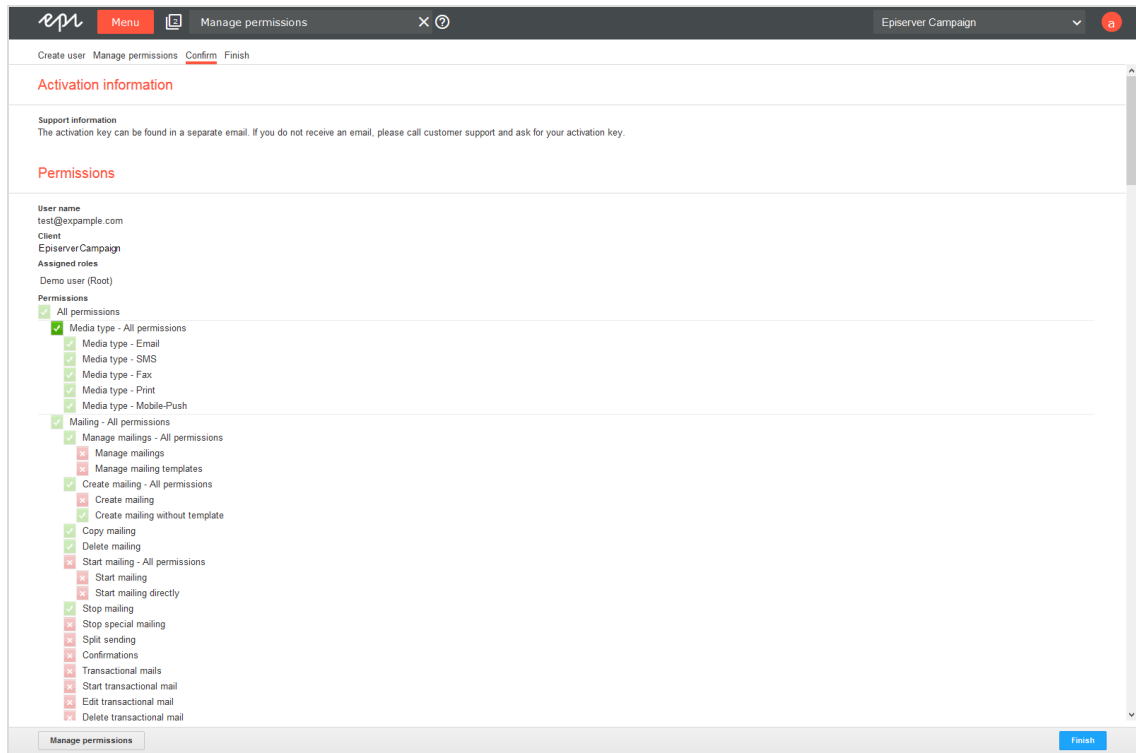 epi Menu 2 Manage permissions Episerver Campaign a
Create user Manage permissions Confirm Finish
Activation information
Support information
The activation key can be found in a separate email. If you do not receive an email, please call customer support and ask for your activation key.
Permissions
User name
test@expample.com
Client
Episerver Campaign
Assigned roles
Demo user (Root)
Permissions
All permissions
Media type - All permissions
Media type - Email
Media type - SMS
Media type - Fax
Media type - Print
Media type - Mobile-Push
Mailing - All permissions
Manage mailings - All permissions
Manage mailings
Manage mailing templates
Create mailing - All permissions
Create mailing
Create mailing without template
Copy mailing
Delete mailing
Start mailing - All permissions
Start mailing
Start mailing directly
Stop mailing
Stop special mailing
Split sending
Confirmations
Transactional mails
Start transactional mail
Edit transactional mail
Delete transactional mail
Manage permissions Finish